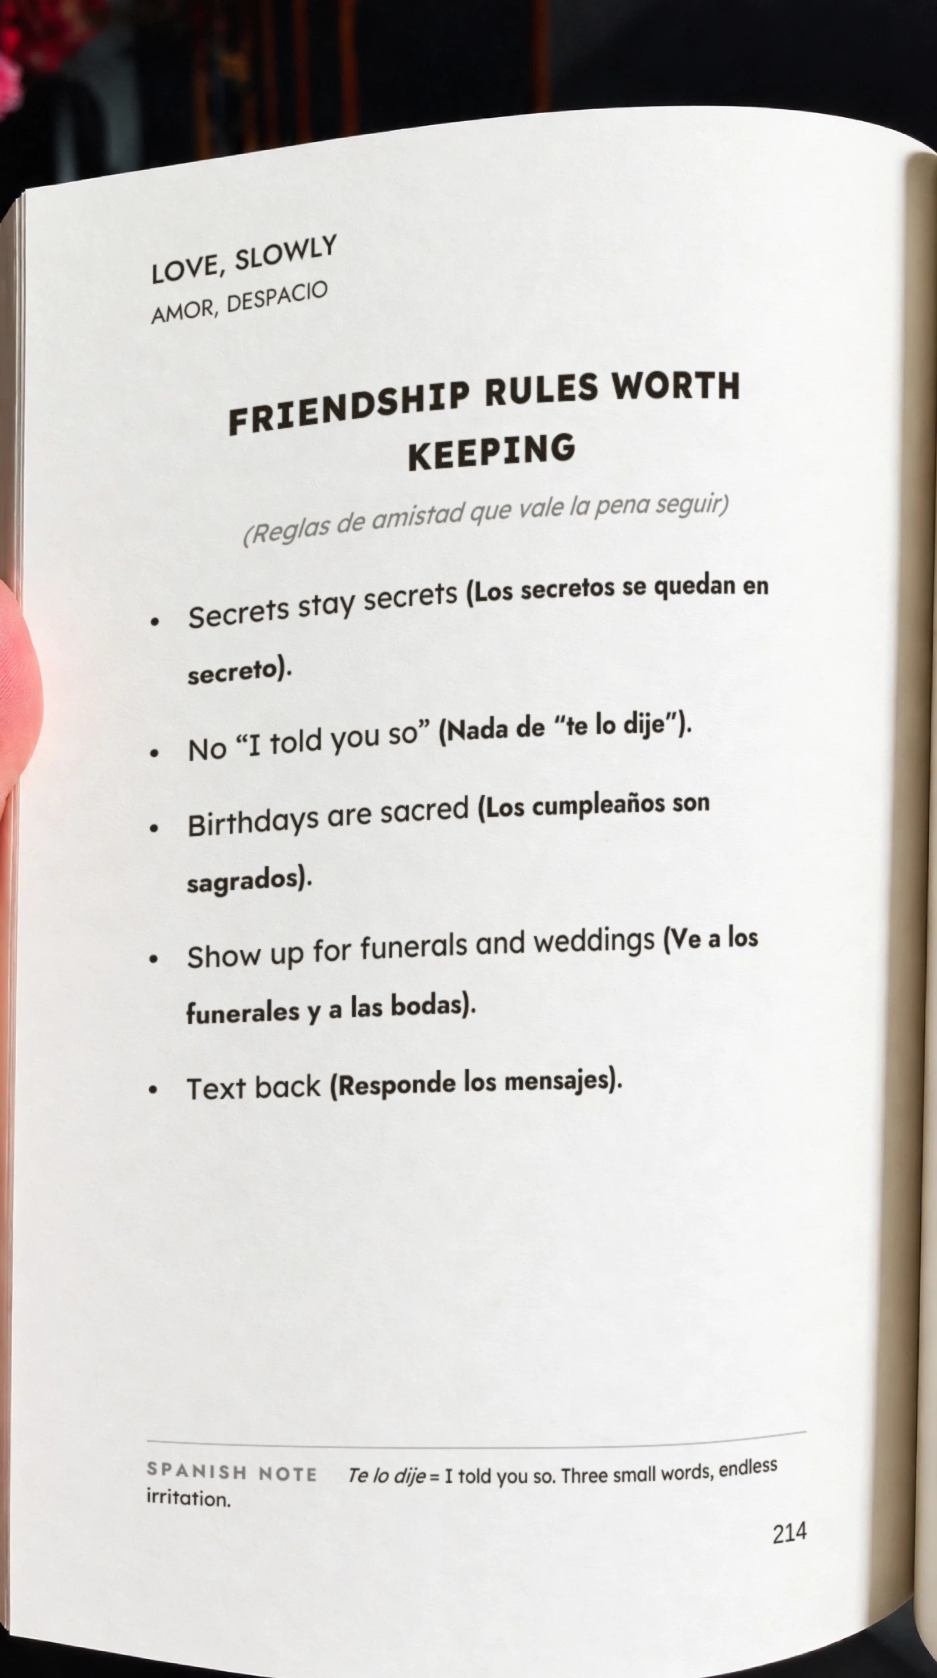 LOVE, SLOWLY
AMOR, DESPACIO
FRIENDSHIP RULES WORTH
KEEPING
(Reglas de amistad que vale la pena seguir)
• Secrets stay secrets (Los secretos se quedan en
secreto).
• No “I told you so” (Nada de “te lo dije”).
• Birthdays are sacred (Los cumpleaños son
sagrados).
• Show up for funerals and weddings (Ve a los
funerales y a las bodas).
• Text back (Responde los mensajes).
SPANISH NOTE Te lo dije = I told you so. Three small words, endless
irritation.
214